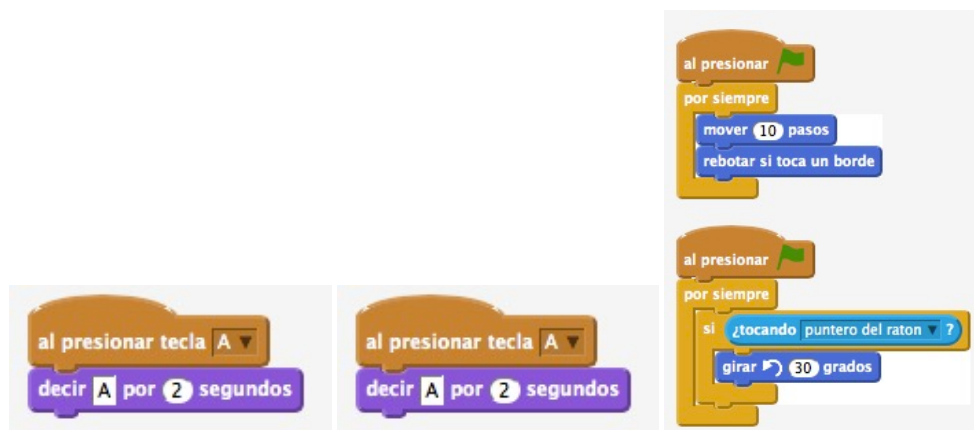 al presionar tecla A
decir A por 2 segundos
al presionar tecla A
decir A por 2 segundos
al presionar
por siempre
mover 10 pasos
rebotar si toca un borde
al presionar
por siempre
si ¿tocando puntero del raton ?
girar 30 grados